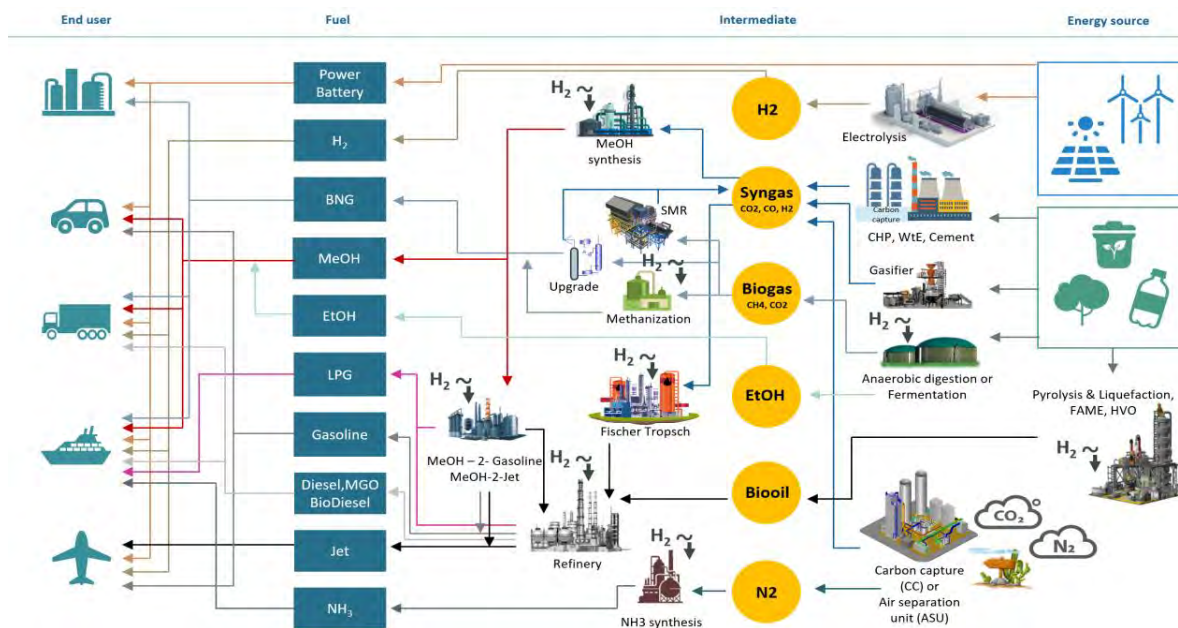 End user
Fuel
Intermediate
Energy source
Power
Battery
H₂
BNG
MeOH
EtOH
LPG
Gasoline
Diesel,MGO
BioDiesel
Jet
NH₃
H₂
MeOH
synthesis
SMR
Upgrade
H₂
Methanization
H₂
MeOH – 2- Gasoline
MeOH-2-Jet
H₂
Fischer Tropsch
H₂
Refinery
H₂
NH3 synthesis
H2
Syngas
CO2, CO, H2
Biogas
CH4, CO2
EtOH
Biooil
N2
Electrolysis
Carbon
capture
CHP, WtE, Cement
Gasifier
H₂
Anaerobic digestion or
Fermentation
Pyrolysis & Liquefaction,
FAME, HVO
H₂
CO₂
N₂
Carbon capture
(CC) or
Air separation
unit (ASU)